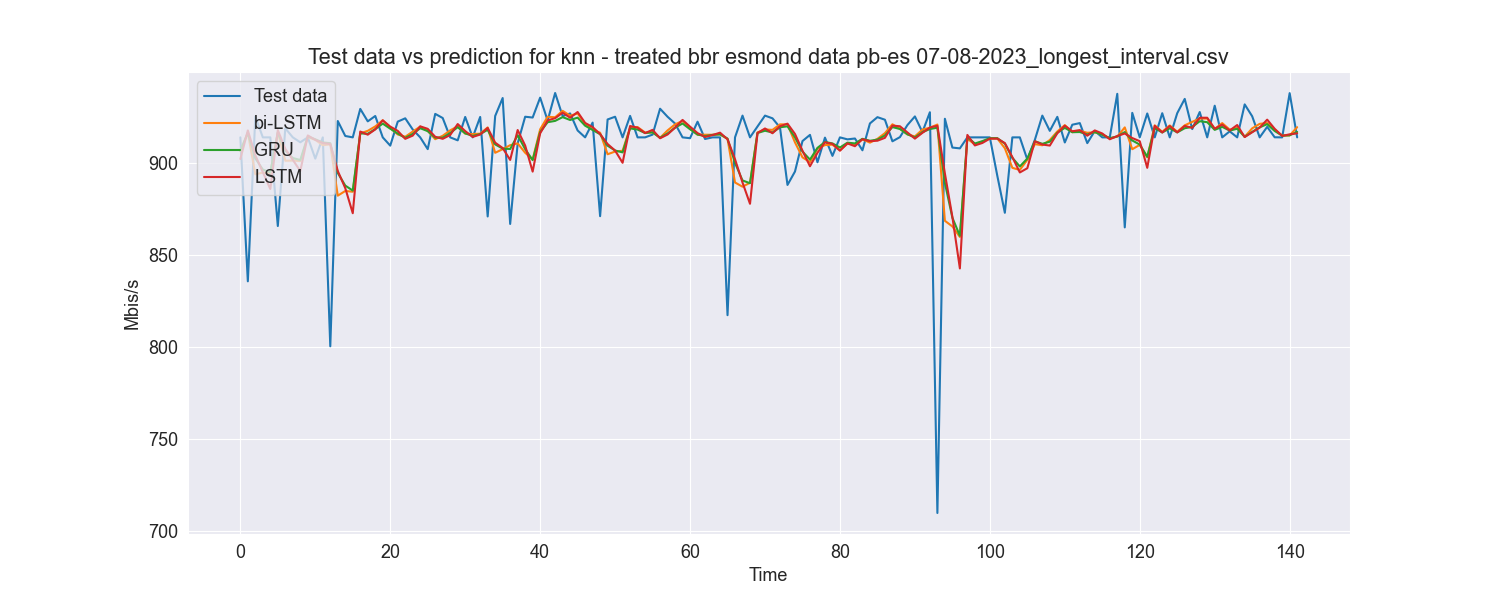 Test data vs prediction for knn - treated bbr esmond data pb-es 07-08-2023_longest_interval.csv
Test data
bi-LSTM
GRU
LSTM
900
850
800
750
700
Mbis/s
0 20 40 60 80 100 120 140
Time